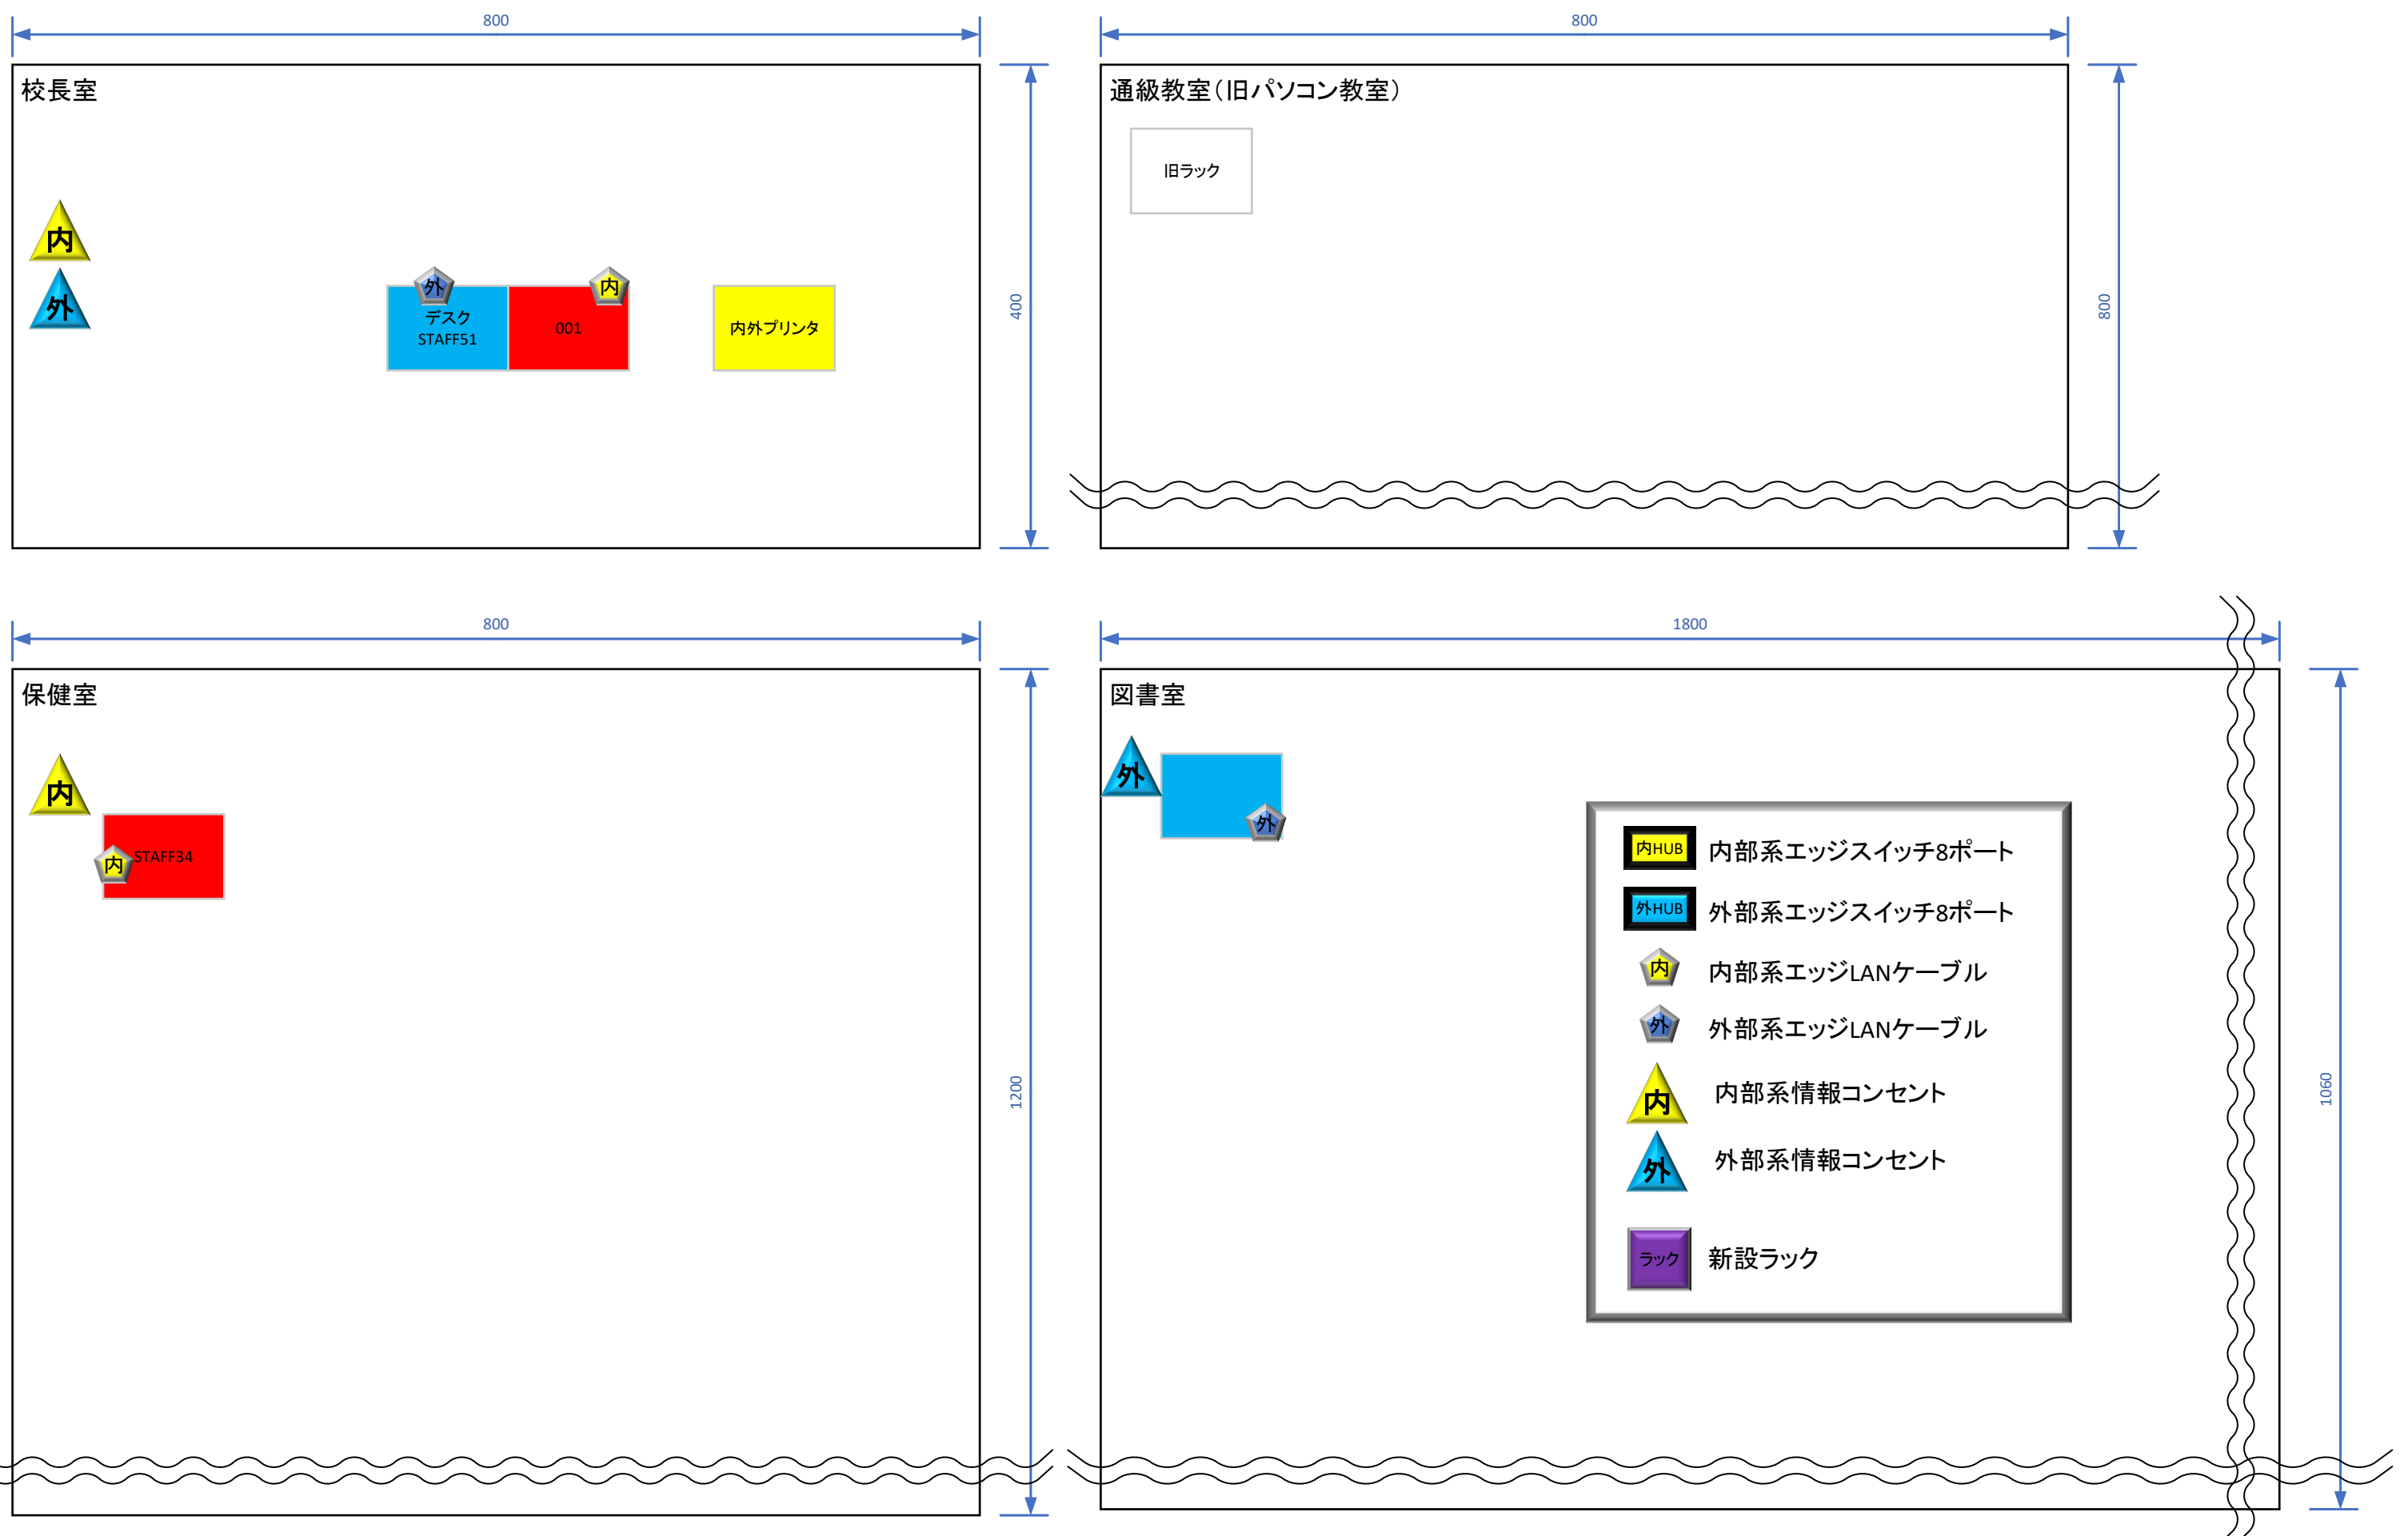 800
校長室
内
外
外
デスク
STAFF51
001
内
内外プリンタ
400
800
通級教室（旧パソコン教室）
旧ラック
800
800
保健室
内
内
STAFF34
1200
1800
図書室
外
外
1060
内HUB
内部系エッジスイッチ8ポート
外HUB
外部系エッジスイッチ8ポート
内
内部系エッジLANケーブル
外
外部系エッジLANケーブル
内
内部系情報コンセント
外
外部系情報コンセント
ラック
新設ラック